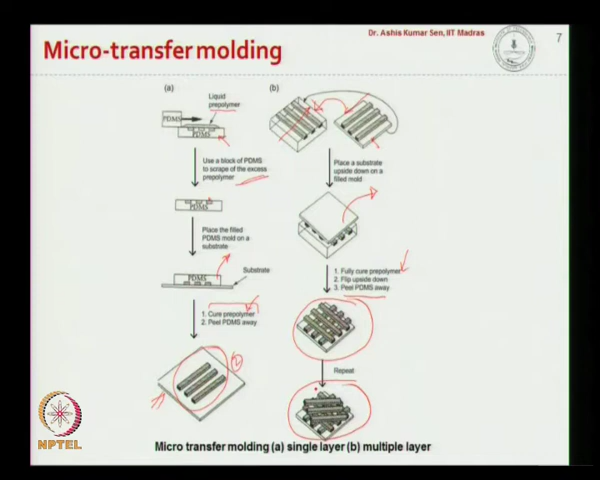 Dr. Ashis Kumar Sen, IIT Madras
7
Micro-transfer molding
(a)
Liquid
prepolymer
PDMS
PDMS
Use a block of PDMS
to scrape of the excess
prepolymer
PDMS
Place the filled
PDMS mold on a
substrate
PDMS
Substrate
1. Cure prepolymer
2. Peel PDMS away
(b)
Place a substrate
upside down on a
filled mold
1. Fully cure prepolymer
2. Flip upside down
3. Peel PDMS away
Repeat
NPTEL
Micro transfer molding (a) single layer (b) multiple layer